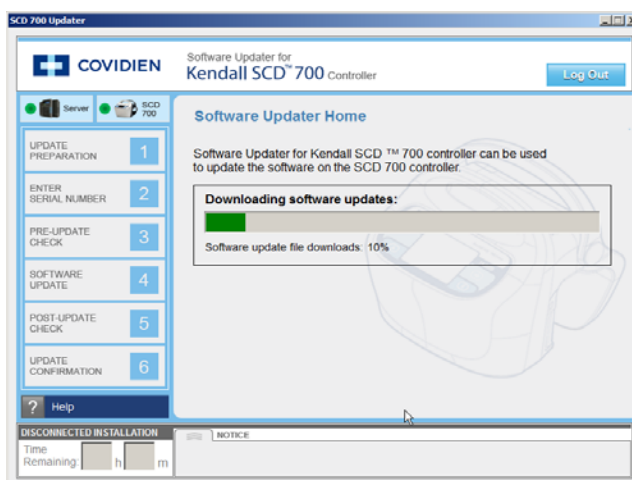 SCD 700 Updater
COVIDIEN
Software Updater for
Kendall SCD™ 700 Controller
Log Out
Server
SCD
700
UPDATE
PREPARATION
1
ENTER
SERIAL NUMBER
2
PRE-UPDATE
CHECK
3
SOFTWARE
UPDATE
4
POST-UPDATE
CHECK
5
UPDATE
CONFIRMATION
6
? Help
Software Updater Home
Software Updater for Kendall SCD ™ 700 controller can be used
to update the software on the SCD 700 controller.
Downloading software updates:
Software update file downloads: 10%
DISCONNECTED INSTALLATION
Time
Remaining: h m
NOTICE